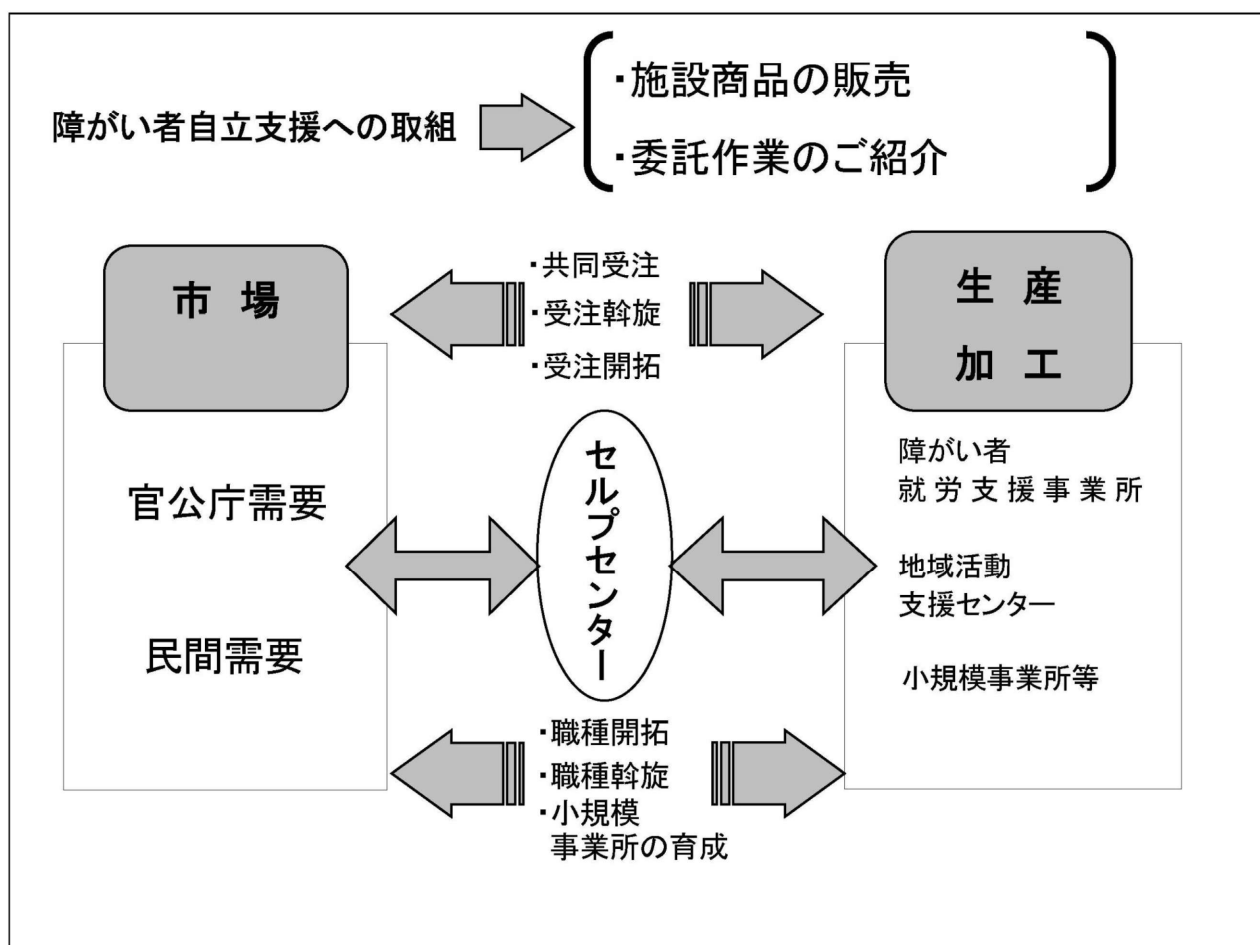 障がい者自立支援への取組
・施設商品の販売
・委託作業のご紹介
市 場
官公庁需要
民間需要
・共同受注
・受注斡旋
・受注開拓
セルプセンター
・職種開拓
・職種斡旋
・小規模
事業所の育成
生 産
加 工
障がい者
就 労 支 援 事 業 所
地域活動
支援センター
小規模事業所等